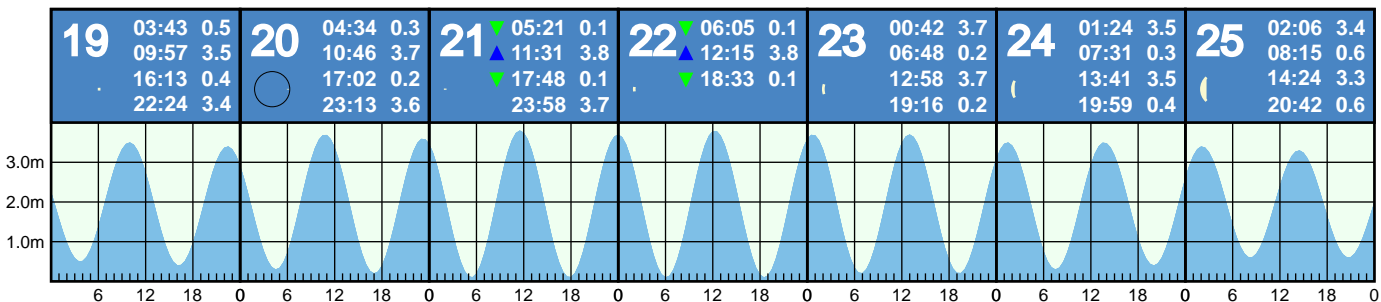 19
03:43 0.5
09:57 3.5
16:13 0.4
22:24 3.4
20
04:34 0.3
10:46 3.7
17:02 0.2
23:13 3.6
21
▼ 05:21 0.1
▲ 11:31 3.8
▼ 17:48 0.1
23:58 3.7
22
▼ 06:05 0.1
▲ 12:15 3.8
▼ 18:33 0.1
23
00:42 3.7
06:48 0.2
12:58 3.7
19:16 0.2
24
01:24 3.5
07:31 0.3
13:41 3.5
19:59 0.4
25
02:06 3.4
08:15 0.6
14:24 3.3
20:42 0.6
3.0m
2.0m
1.0m
6 12 18 0 6 12 18 0 6 12 18 0 6 12 18 0 6 12 18 0 6 12 18 0 6 12 18 0